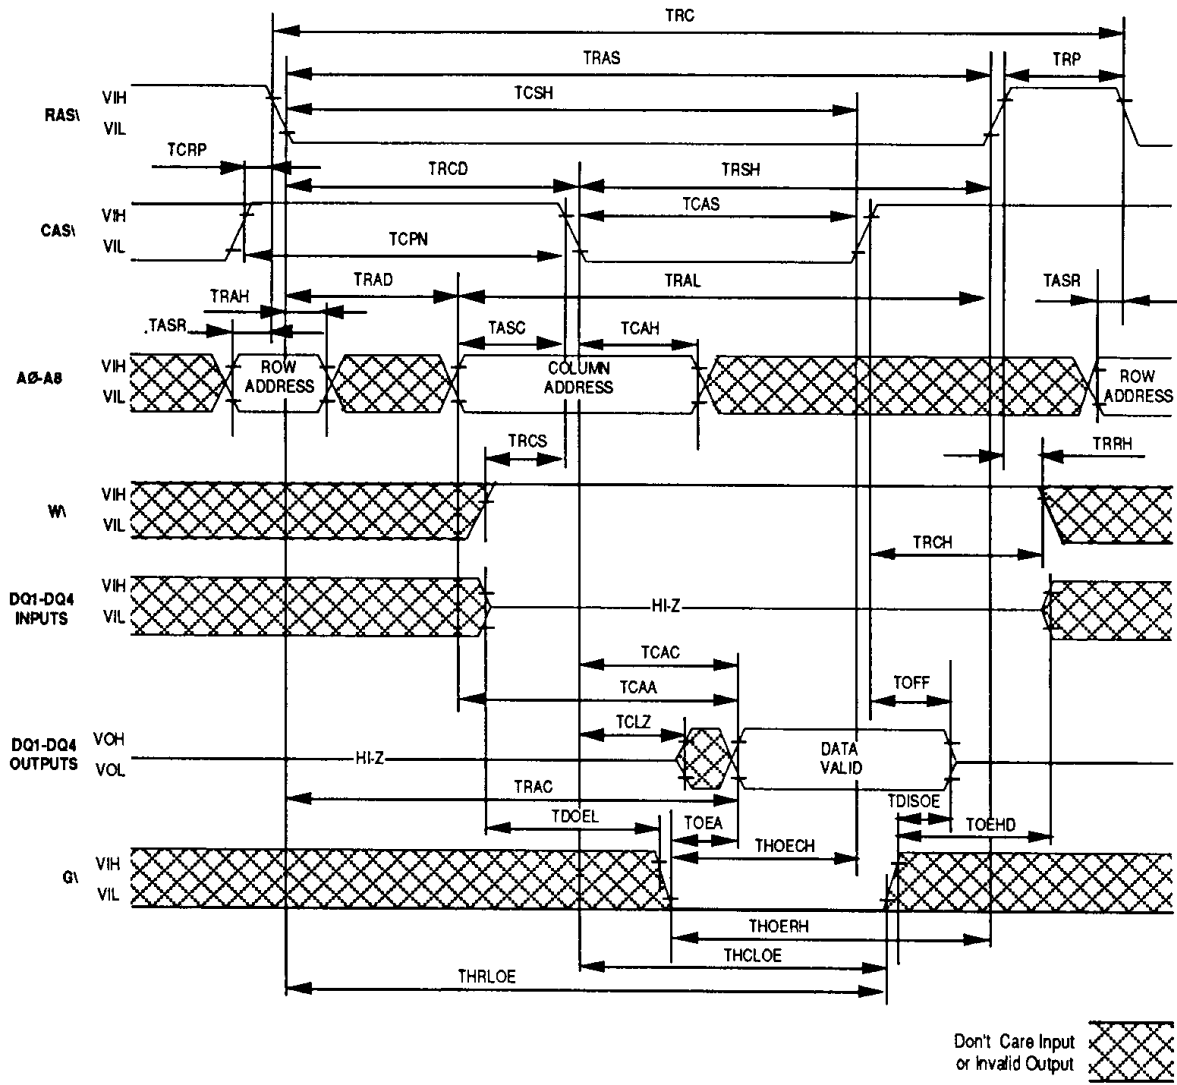 TRC
TRAS
TRP
TCSH
RAS\
VIH
VIL
TCRP
TRCD
TRSH
CAS\
VIH
VIL
TCAS
TCPN
TRAD
TRAL
TRAH
TASR
TASR
TASC
TCAH
AØ-A8
VIH
VIL
ROW
ADDRESS
COLUMN
ADDRESS
ROW
ADDRESS
TRCS
TRRH
W\
VIH
VIL
TRCH
DQ1-DQ4
INPUTS
VIH
VIL
HI-Z
TCAC
TCAA
TOFF
TCLZ
DQ1-DQ4
OUTPUTS
VOH
VOL
HI-Z
DATA
VALID
TRAC
TDISOE
TDOEL
TOEA
TOEHD
THOECH
G\
VIH
VIL
THOERH
THCLOE
THRLOE
Don't Care Input
or Invalid Output